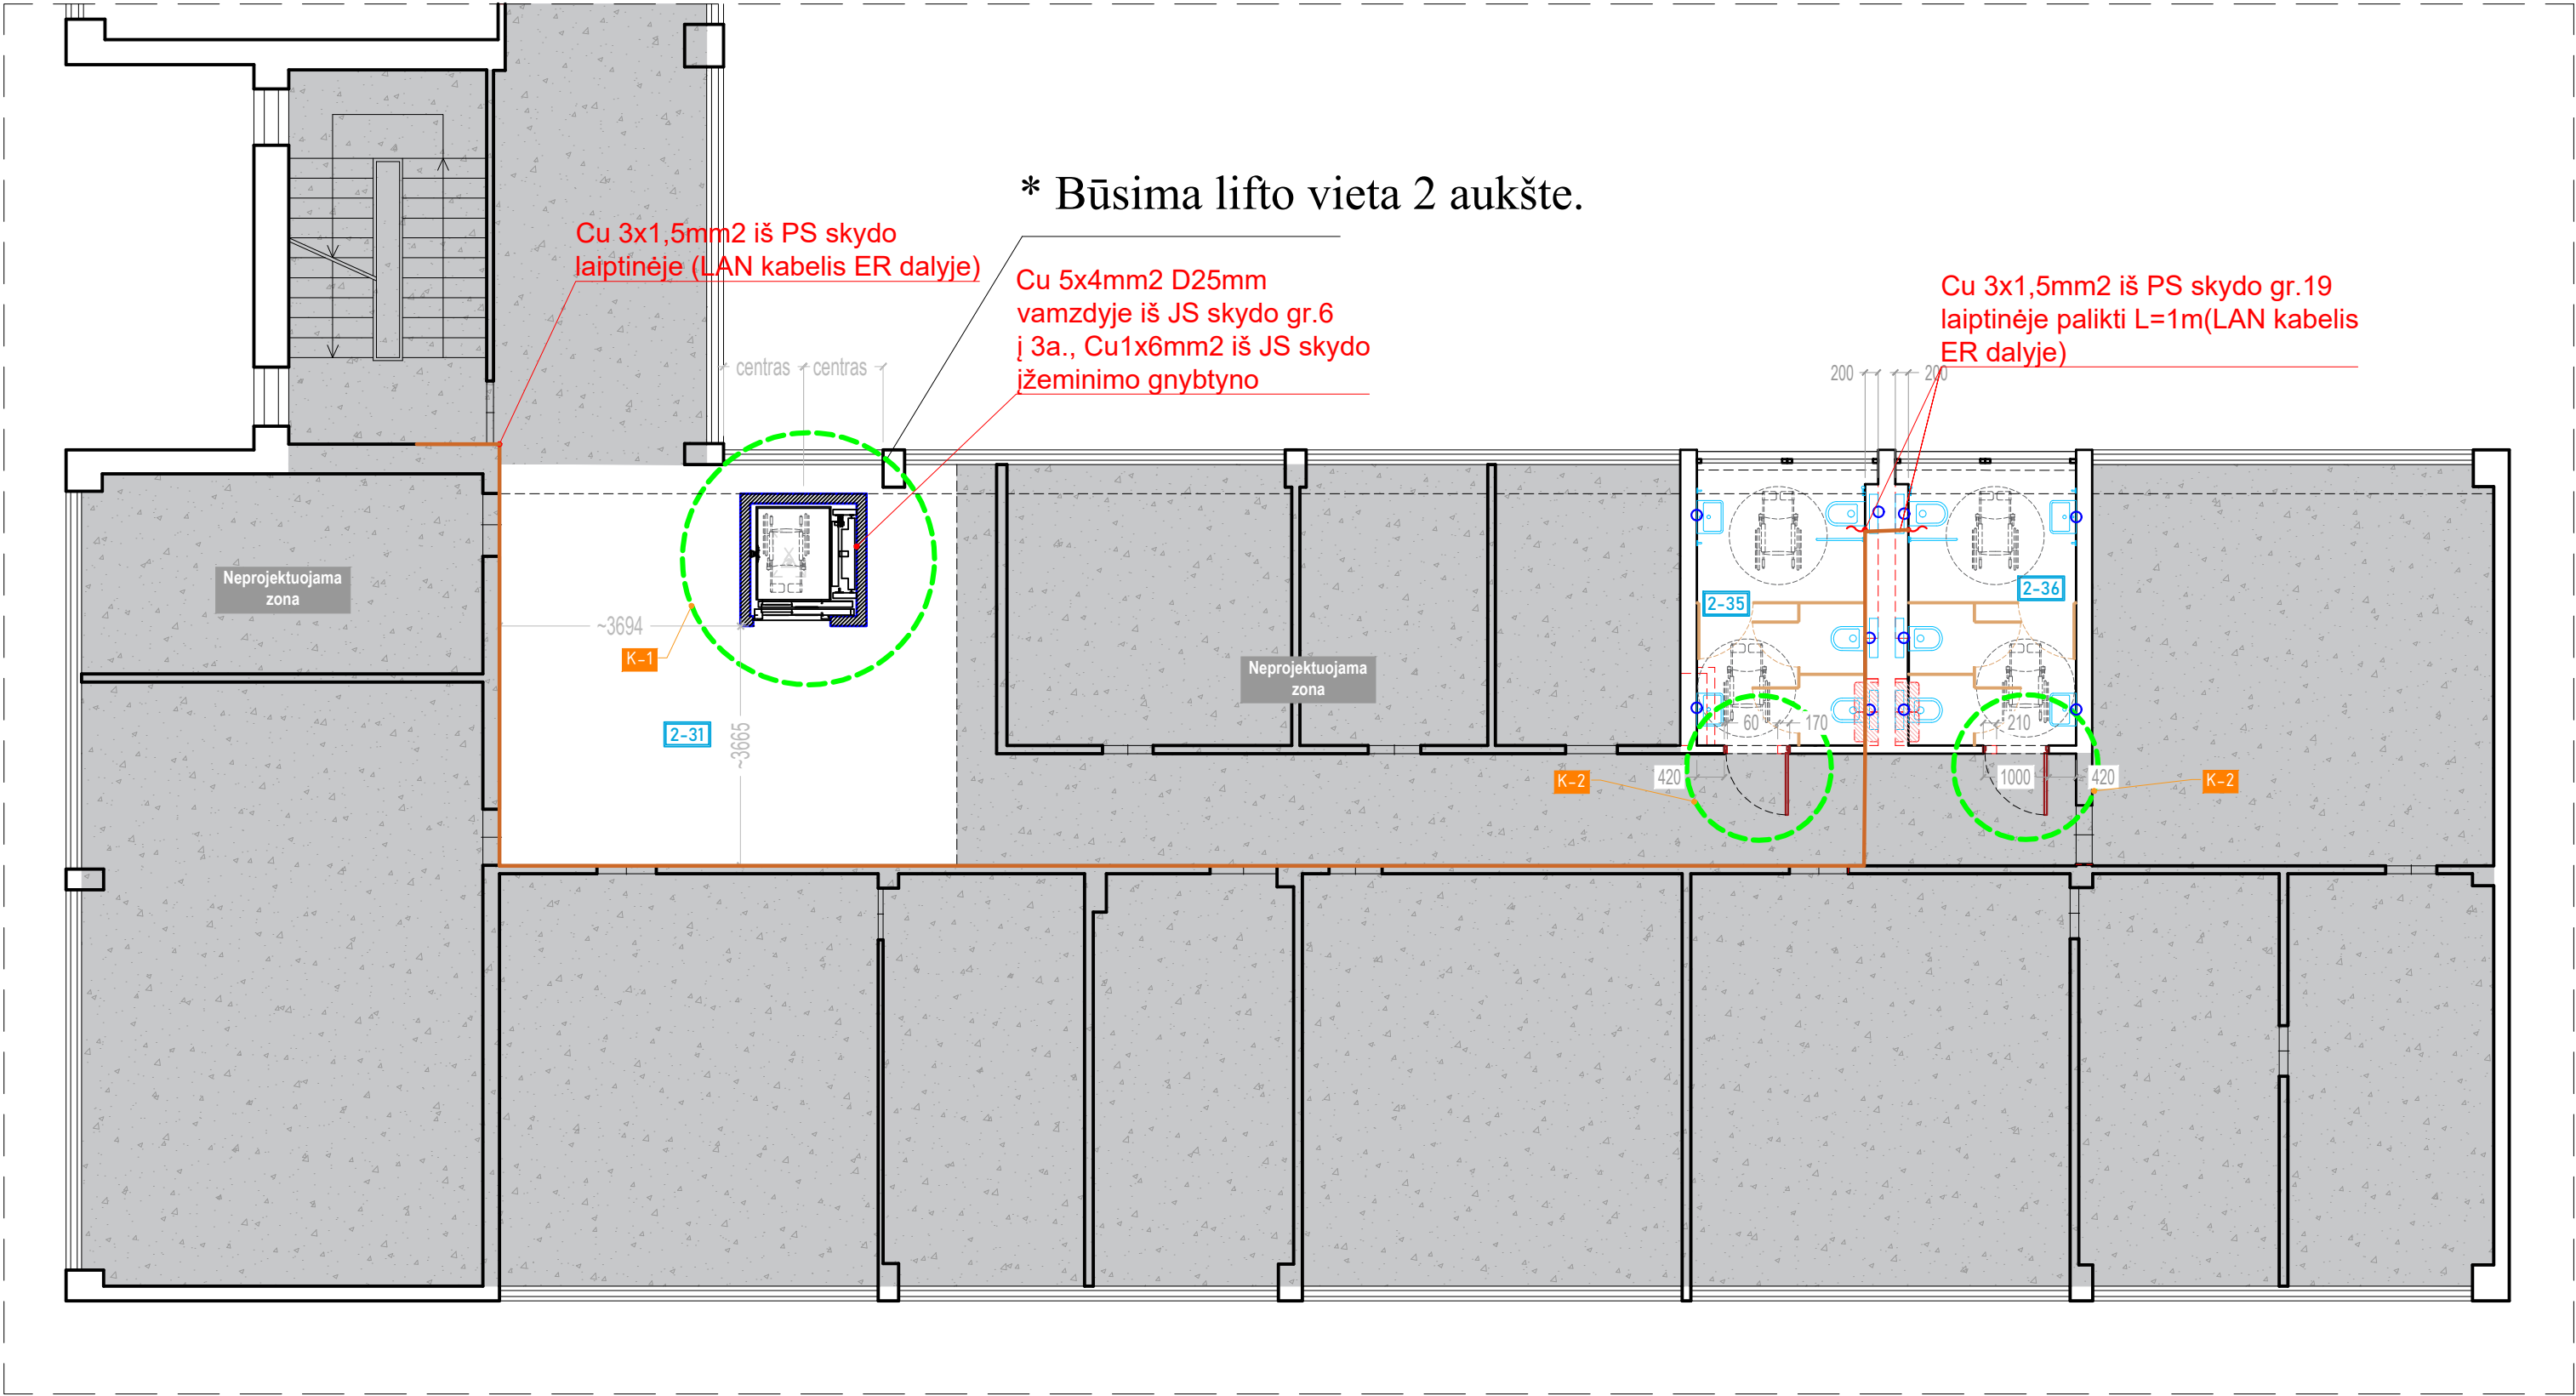 * Būsima lifto vieta 2 aukšte.
Cu 3x1,5mm2 iš PS skydo
laiptinėje (LAN kabelis ER dalyje)
Cu 5x4mm2 D25mm
vamzdyje iš JS skydo gr.6
į 3a., Cu1x6mm2 iš JS skydo
įžeminimo gnybtyno
Cu 3x1,5mm2 iš PS skydo gr.19
laiptinėje palikti L=1m(LAN kabelis
ER dalyje)
centras
centras
200
200
Neprojektuojama
zona
2-35
2-36
~3694
K-1
Neprojektuojama
zona
2-31
~3665
60
170
210
K-2
420
1000
420
K-2